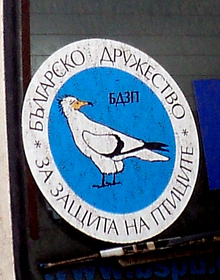 * БЪЛГАРСКО ДРУЖЕСТВО *
БДЗП
ЗА ЗАЩИТА НА ПТИЦИТЕ